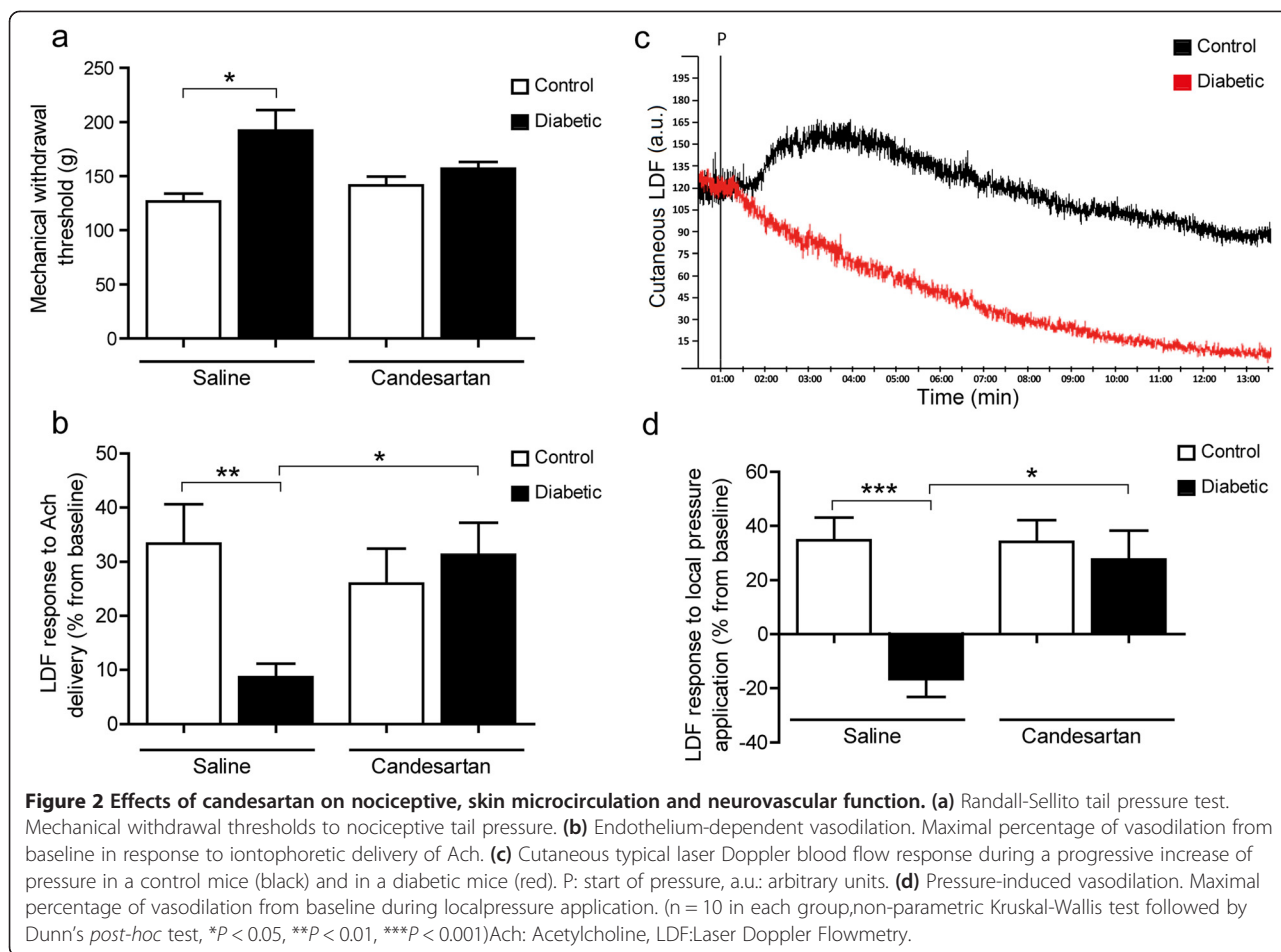 a
250
200
150
100
50
0
Mechanical withdrawal
threshold (g)
*
Control
Diabetic
Saline
Candesartan
c
P
Control
Diabetic
195
180
165
150
135
120
105
90
75
60
45
30
15
Cutaneous LDF (a.u.)
01:00 02:00 03:00 04:00 05:00 06:00 07:00 08:00 09:00 10:00 11:00 12:00 13:00
Time (min)
b
50
40
30
20
10
0
LDF response to Ach
delivery (% from baseline)
**
*
Control
Diabetic
Saline
Candesartan
d
60
40
20
0
-20
-40
LDF response to local pressure
application (% from baseline)
***
*
Control
Diabetic
Saline
Candesartan
Figure 2 Effects of candesartan on nociceptive, skin microcirculation and neurovascular function. (a) Randall-Sellito tail pressure test.
Mechanical withdrawal thresholds to nociceptive tail pressure. (b) Endothelium-dependent vasodilation. Maximal percentage of vasodilation from
baseline in response to iontophoretic delivery of Ach. (c) Cutaneous typical laser Doppler blood flow response during a progressive increase of
pressure in a control mice (black) and in a diabetic mice (red). P: start of pressure, a.u.: arbitrary units. (d) Pressure-induced vasodilation. Maximal
percentage of vasodilation from baseline during localpressure application. (n = 10 in each group,non-parametric Kruskal-Wallis test followed by
Dunn's post-hoc test, *P < 0.05, **P < 0.01, ***P < 0.001)Ach: Acetylcholine, LDF:Laser Doppler Flowmetry.